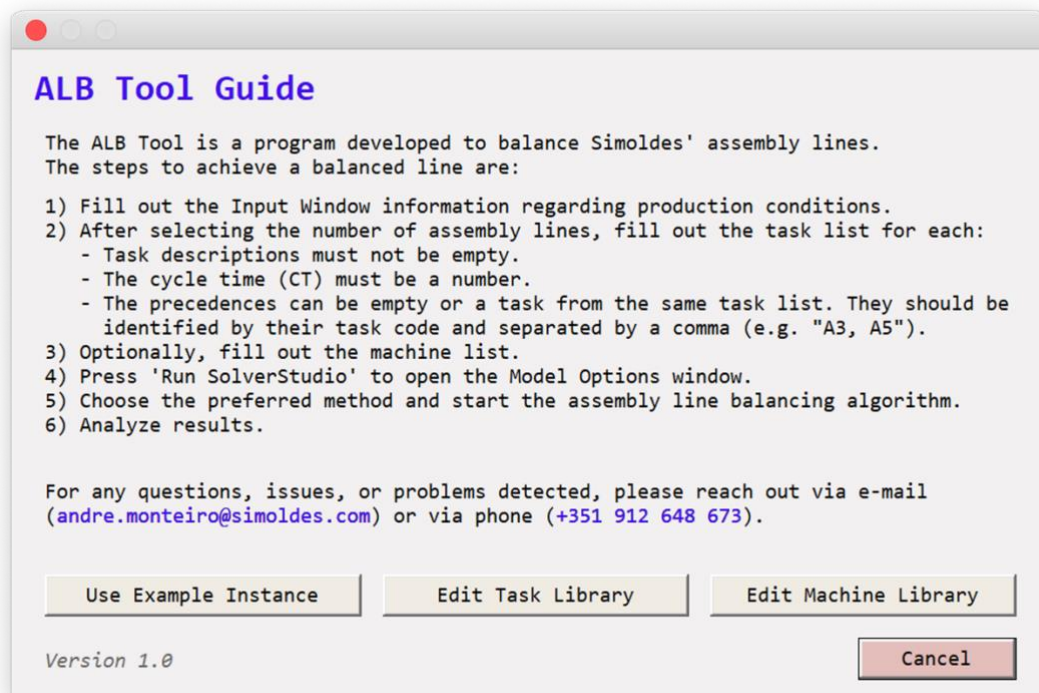 ALB Tool Guide
The ALB Tool is a program developed to balance Simoldes' assembly lines.
The steps to achieve a balanced line are:
1) Fill out the Input Window information regarding production conditions.
2) After selecting the number of assembly lines, fill out the task list for each:
- Task descriptions must not be empty.
- The cycle time (CT) must be a number.
- The precedences can be empty or a task from the same task list. They should be
identified by their task code and separated by a comma (e.g. "A3, A5").
3) Optionally, fill out the machine list.
4) Press 'Run SolverStudio' to open the Model Options window.
5) Choose the preferred method and start the assembly line balancing algorithm.
6) Analyze results.
For any questions, issues, or problems detected, please reach out via e-mail
(andre.monteiro@simoldes.com) or via phone (+351 912 648 673).
Use Example Instance
Edit Task Library
Edit Machine Library
Version 1.0
Cancel